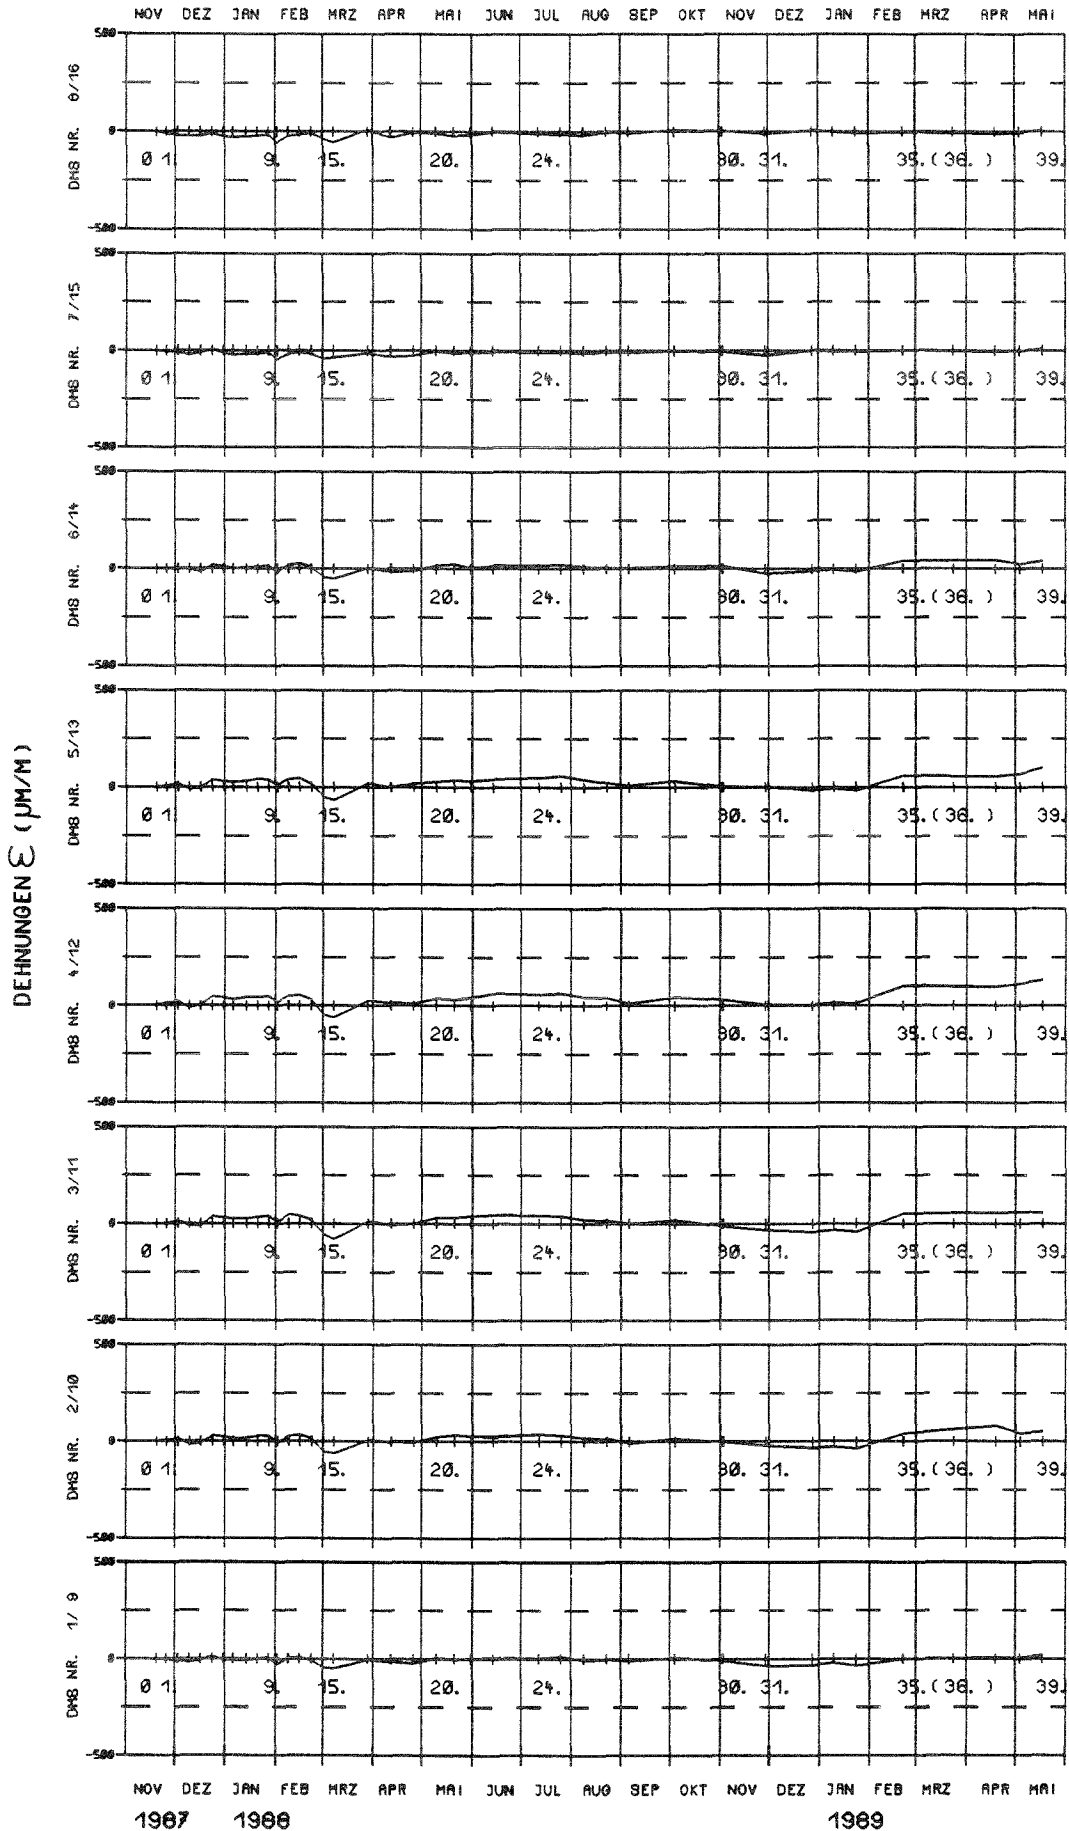 NOV DEZ JAN FEB MRZ APR MAI JUN JUL AUG SEP OKT NOV DEZ JAN FEB MRZ APR MAI
DEHNUNGEN Ɛ (µM/M)
500
DMS NR. 8/16
0
0 1 9. 15. 20. 24. 30. 31. 35. (36. ) 39.
-500
500
DMS NR. 7/15
0
0 1 9. 15. 20. 24. 30. 31. 35. (36. ) 39.
-500
500
DMS NR. 6/14
0
0 1 9. 15. 20. 24. 30. 31. 35. (36. ) 39.
-500
500
DMS NR. 5/13
0
0 1 9. 15. 20. 24. 30. 31. 35. (36. ) 39.
-500
500
DMS NR. 4/12
0
0 1 9. 15. 20. 24. 30. 31. 35. (36. ) 39.
-500
500
DMS NR. 3/11
0
0 1 9. 15. 20. 24. 30. 31. 35. (36. ) 39.
-500
500
DMS NR. 2/10
0
0 1 9. 15. 20. 24. 30. 31. 35. (36. ) 39.
-500
500
DMS NR. 1/ 9
0
0 1 9. 15. 20. 24. 30. 31. 35. (36. ) 39.
-500
NOV DEZ JAN FEB MRZ APR MAI JUN JUL AUG SEP OKT NOV DEZ JAN FEB MRZ APR MAI
1987 1988 1989